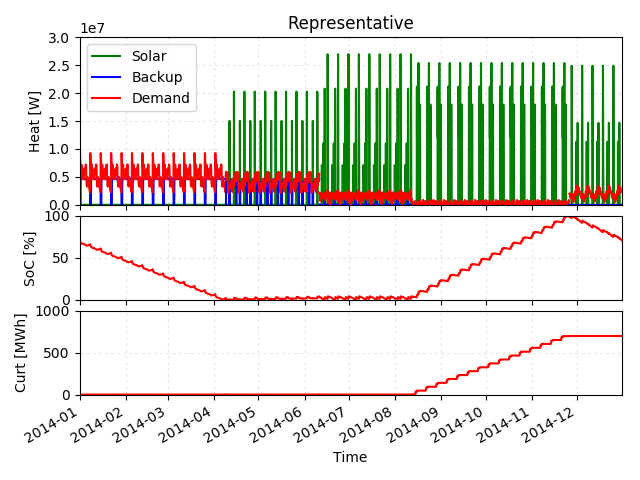 Representative
1e7
3.0
2.5
2.0
1.5
1.0
0.5
0.0
Heat [W]
Solar
Backup
Demand
100
50
0
SoC [%]
1000
500
0
Curt [MWh]
2014-01
2014-02
2014-03
2014-04
2014-05
2014-06
2014-07
2014-08
2014-09
2014-10
2014-11
2014-12
Time